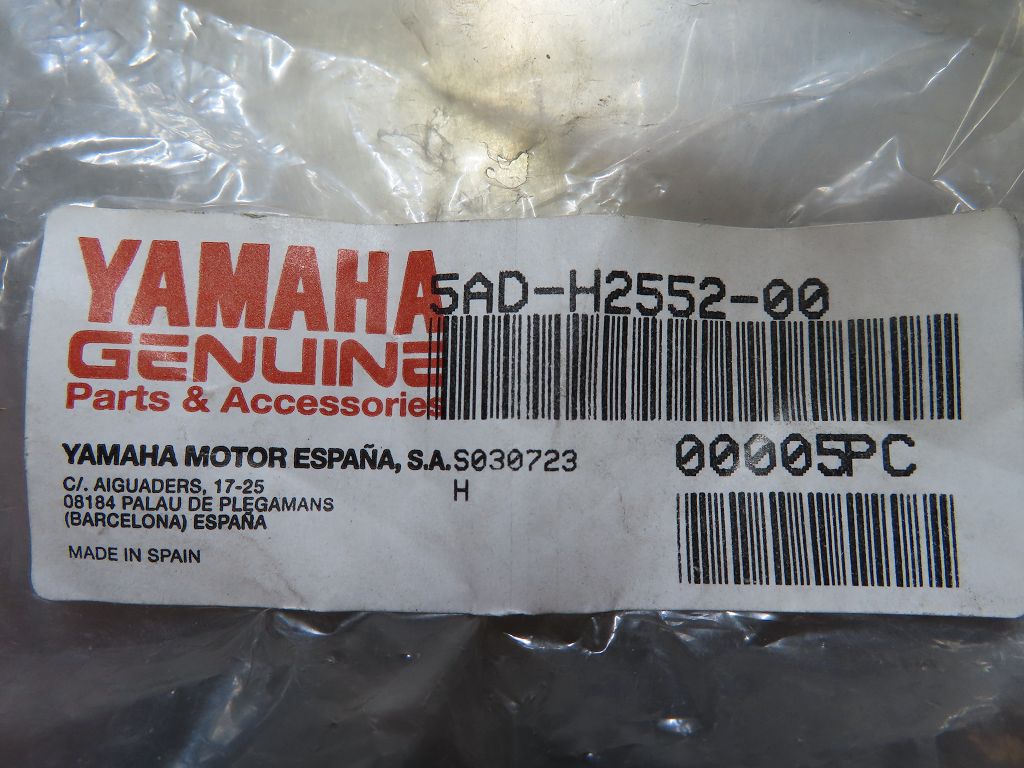 YAMAHA
GENUINE
Parts & Accessories
5AD-H2552-00
YAMAHA MOTOR ESPAÑA, S.A.
C/. AIGUADERS, 17-25
08184 PALAU DE PLEGAMANS
(BARCELONA) ESPAÑA
MADE IN SPAIN
S030723
H
00005PC